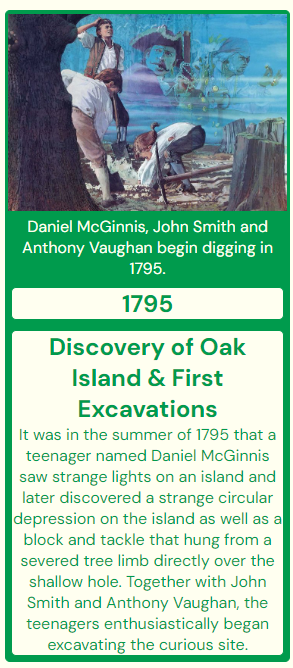 Daniel McGinnis, John Smith and
Anthony Vaughan begin digging in
1795.
1795
Discovery of Oak
Island & First
Excavations
It was in the summer of 1795 that a
teenager named Daniel McGinnis
saw strange lights on an island and
later discovered a strange circular
depression on the island as well as a
block and tackle that hung from a
severed tree limb directly over the
shallow hole. Together with John
Smith and Anthony Vaughan, the
teenagers enthusiastically began
excavating the curious site.